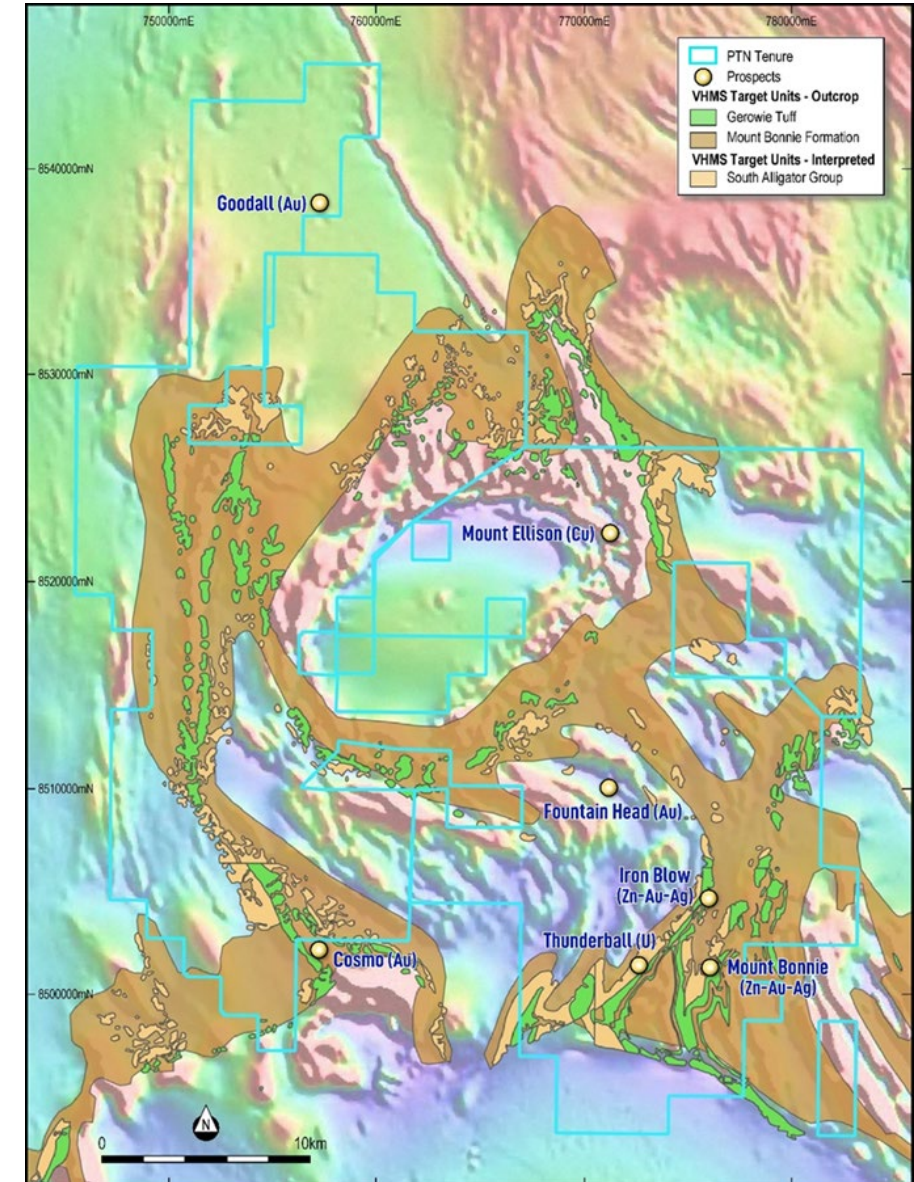 750000mE
760000mE
770000mE
780000mE
PTN Tenure
Prospects
VHMS Target Units - Outcrop
Gerowie Tuff
Mount Bonnie Formation
VHMS Target Units - Interpreted
South Alligator Group
8540000mN
Goodall (Au)
8530000mN
Mount Ellison (Cu)
8520000mN
8510000mN
Fountain Head (Au)
Iron Blow
(Zn-Au-Ag)
Thunderball (U)
Cosmo (Au)
Mount Bonnie
(Zn-Au-Ag)
8500000mN
N
0
10km